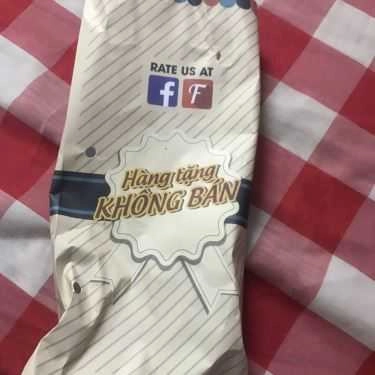 RATE US AT
f F
Hàng tặng
KHÔNG BÁN